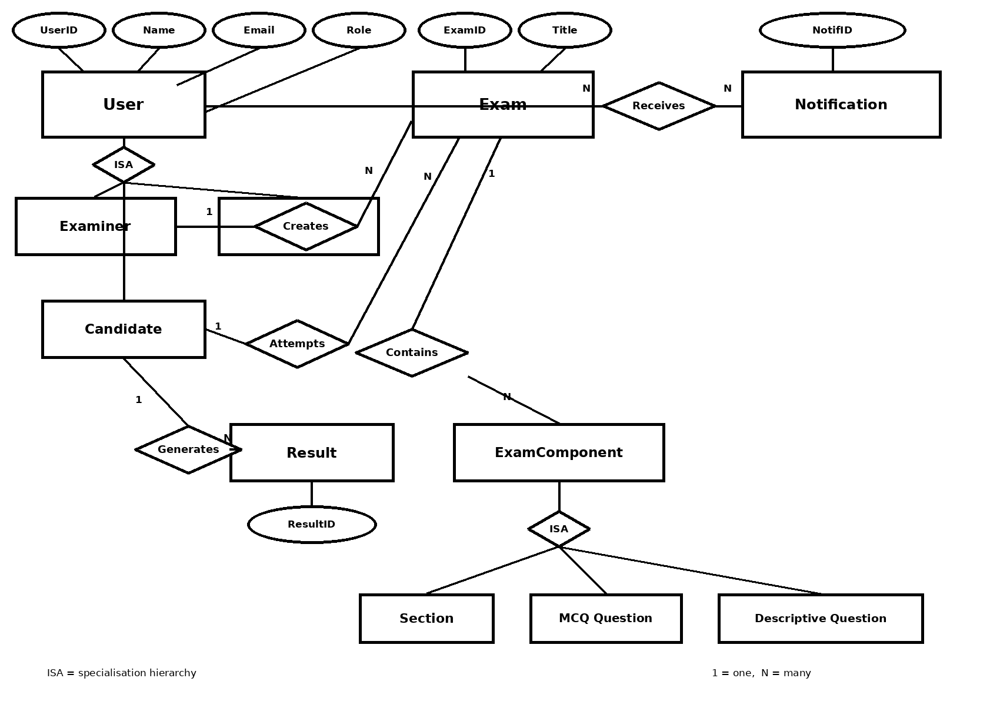 UserID
Name
Email
Role
ExamID
Title
NotifID
User
Exam
N
Receives
N
Notification
ISA
N
N
1
Examiner
1
Creates
Candidate
1
Attempts
Contains
1
N
Generates
N
Result
ExamComponent
ResultID
ISA
Section
MCQ Question
Descriptive Question
ISA = specialisation hierarchy
1 = one,  N = many